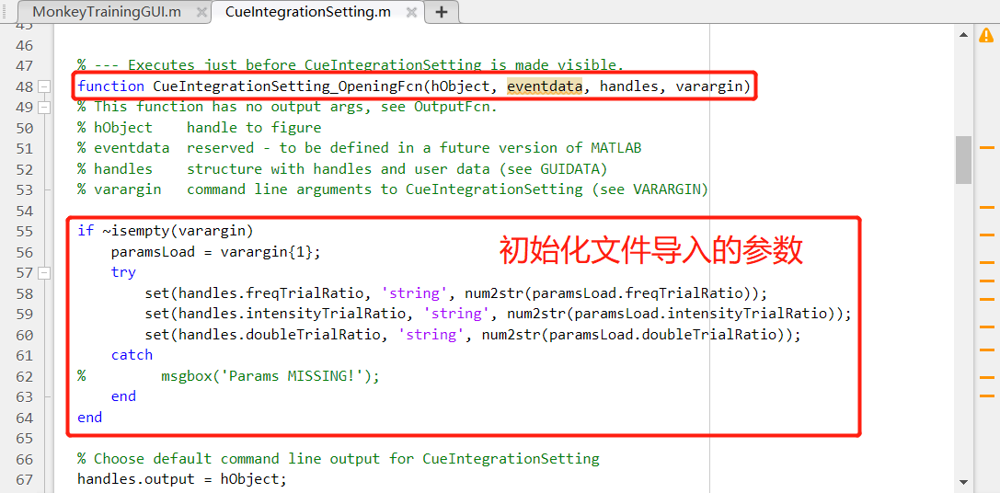 MonkeyTrainingGUI.m × CueIntegrationSetting.m × +
45
46
47 % --- Executes just before CueIntegrationSetting is made visible.
48 function CueIntegrationSetting_OpeningFcn(hObject, eventdata, handles, varargin)
49 % This function has no output args, see OutputFcn.
50 % hObject    handle to figure
51 % eventdata  reserved - to be defined in a future version of MATLAB
52 % handles    structure with handles and user data (see GUIDATA)
53 % varargin   command line arguments to CueIntegrationSetting (see VARARGIN)
54
55 if ~isempty(varargin)
初始化文件导入的参数
56     paramsLoad = varargin{1};
57     try
58         set(handles.freqTrialRatio, 'string', num2str(paramsLoad.freqTrialRatio));
59         set(handles.intensityTrialRatio, 'string', num2str(paramsLoad.intensityTrialRatio));
60         set(handles.doubleTrialRatio, 'string', num2str(paramsLoad.doubleTrialRatio));
61     catch
62 %         msgbox('Params MISSING!');
63     end
64 end
65
66 % Choose default command line output for CueIntegrationSetting
67 handles.output = hObject;